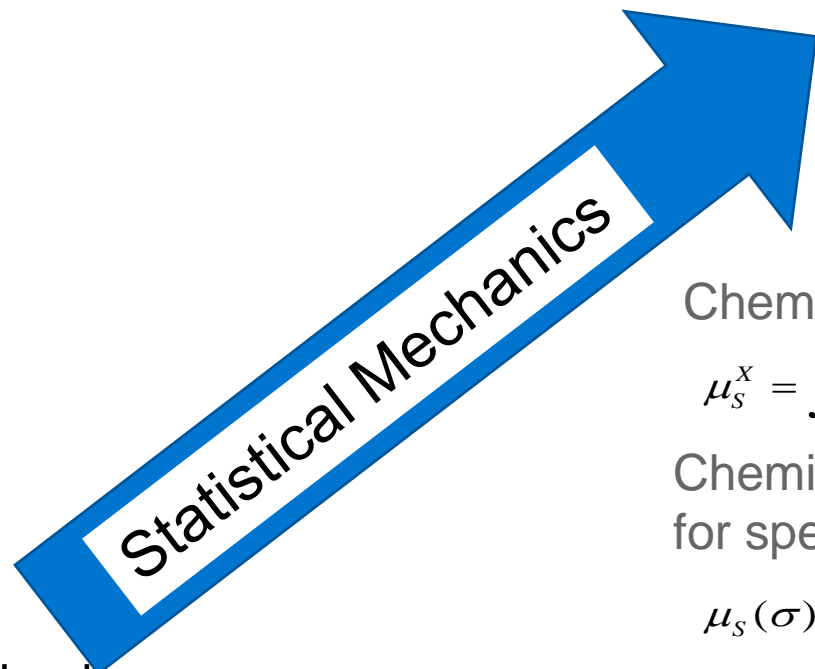 Statistical Mechanics
Chem
μ_S^X =
Chemi
for spe
μ_S(σ)